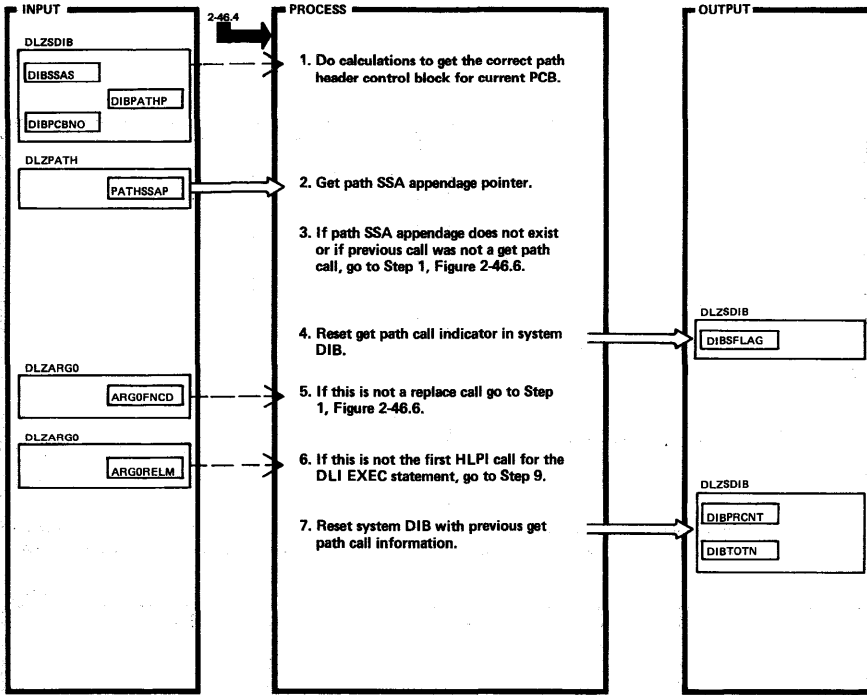 INPUT
PROCESS
OUTPUT
2-46.4
DLZSDIB
DIBSSAS
DIBPATHP
DIBPCBNO
1. Do calculations to get the correct path
header control block for current PCB.
DLZPATH
PATHSSAP
2. Get path SSA appendage pointer.
3. If path SSA appendage does not exist
or if previous call was not a get path
call, go to Step 1, Figure 2-46.6.
4. Reset get path call indicator in system
DIB.
DLZSDIB
DIBSFLAG
DLZARG0
ARG0FNCD
5. If this is not a replace call go to Step
1, Figure 2-46.6.
DLZARG0
ARG0RELM
6. If this is not the first HLPI call for the
DLI EXEC statement, go to Step 9.
7. Reset system DIB with previous get
path call information.
DLZSDIB
DIBPRCNT
DIBTOTN